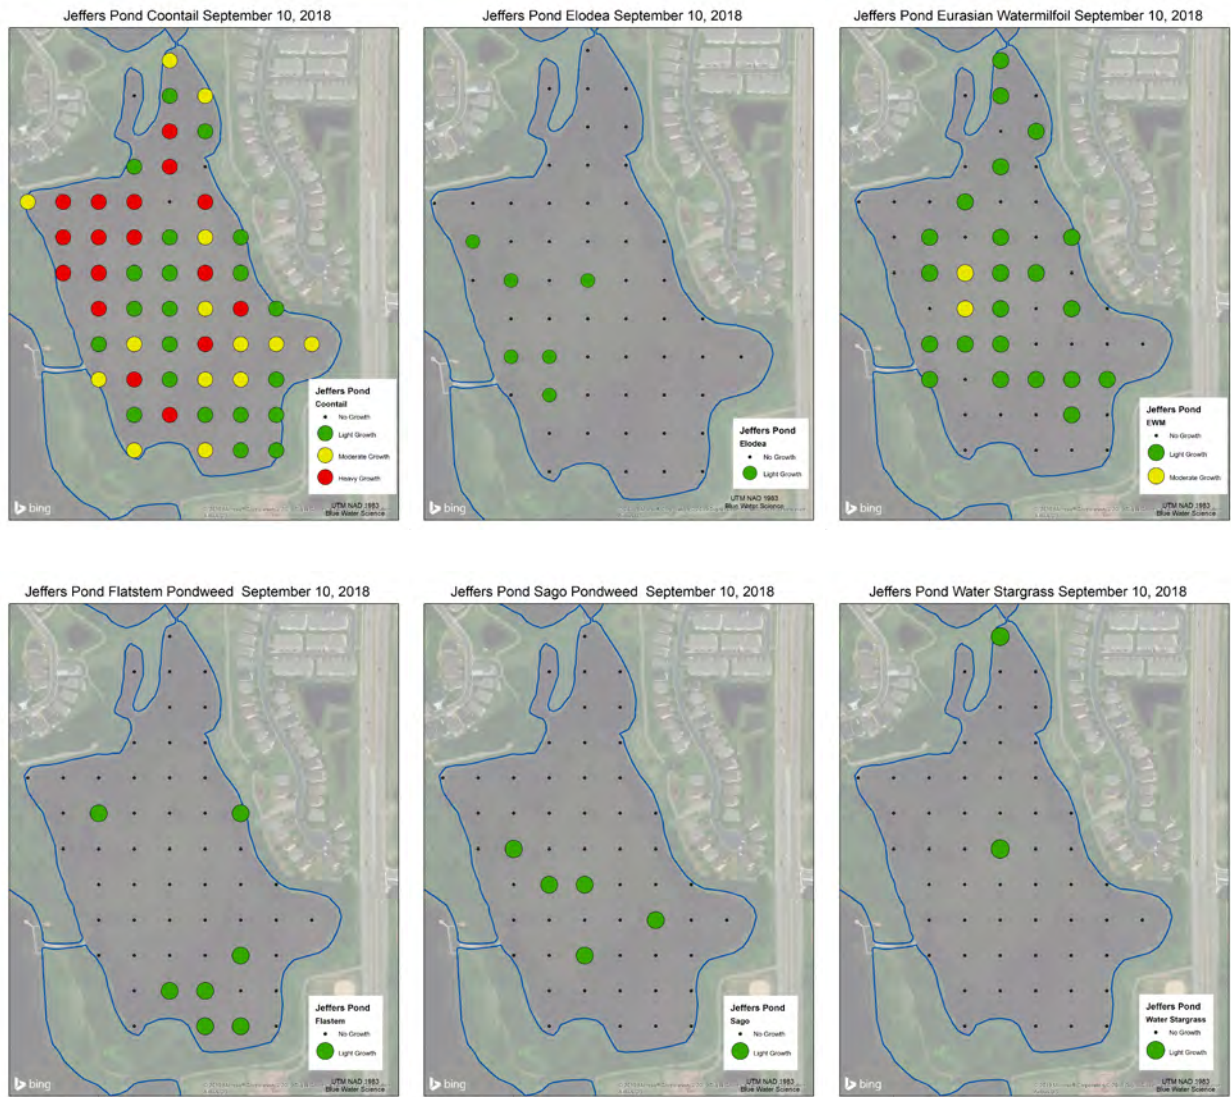 Jeffers Pond Coontail September 10, 2018
Jeffers Pond
Coontail
No Growth
Light Growth
Moderate Growth
Heavy Growth
bing
UTM NAD 1983
Blue Water Science
Jeffers Pond Elodea September 10, 2018
Jeffers Pond
Elodea
No Growth
Light Growth
bing
UTM NAD 1983
Blue Water Science
Jeffers Pond Eurasian Watermilfoil September 10, 2018
Jeffers Pond
EWM
No Growth
Light Growth
Moderate Growth
bing
UTM NAD 1983
Blue Water Science
Jeffers Pond Flatstem Pondweed September 10, 2018
Jeffers Pond
Flastem
No Growth
Light Growth
bing
UTM NAD 1983
Blue Water Science
Jeffers Pond Sago Pondweed September 10, 2018
Jeffers Pond
Sago
No Growth
Light Growth
bing
UTM NAD 1983
Blue Water Science
Jeffers Pond Water Stargrass September 10, 2018
Jeffers Pond
Water Stargrass
No Growth
Light Growth
bing
UTM NAD 1983
Blue Water Science